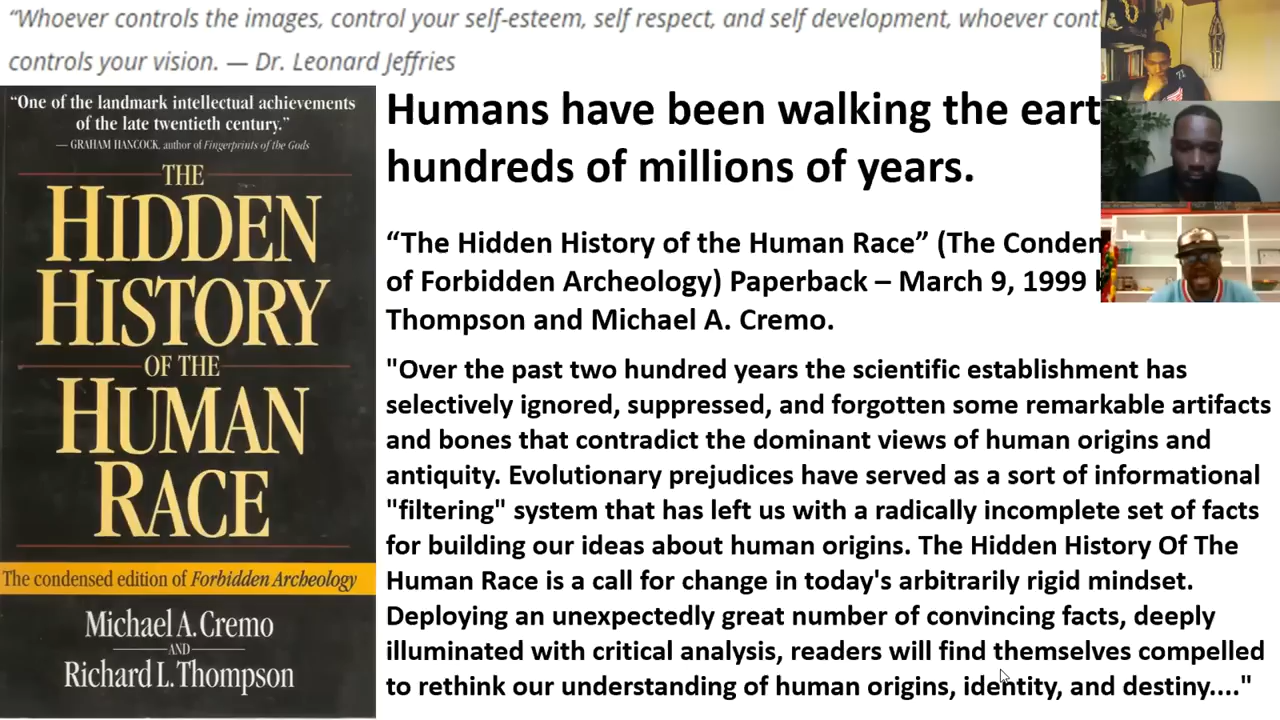 “Whoever controls the images, control your self-esteem, self respect, and self development, whoever
controls your vision. — Dr. Leonard Jeffries
“One of the landmark intellectual achievements
of the late twentieth century.”
— GRAHAM HANCOCK, author of Fingerprints of the Gods
THE
HIDDEN
HISTORY
OF THE
HUMAN
RACE
The condensed edition of Forbidden Archeology
Michael A. Cremo
AND
Richard L. Thompson
Humans have been walking the
hundreds of millions of years.
“The Hidden History of the Human Race” (The
of Forbidden Archeology) Paperback – March 9, 1999
Thompson and Michael A. Cremo.
"Over the past two hundred years the scientific establishment has
selectively ignored, suppressed, and forgotten some remarkable artifacts
and bones that contradict the dominant views of human origins and
antiquity. Evolutionary prejudices have served as a sort of informational
"filtering" system that has left us with a radically incomplete set of facts
for building our ideas about human origins. The Hidden History Of The
Human Race is a call for change in today's arbitrarily rigid mindset.
Deploying an unexpectedly great number of convincing facts, deeply
illuminated with critical analysis, readers will find themselves compelled
to rethink our understanding of human origins, identity, and destiny...."